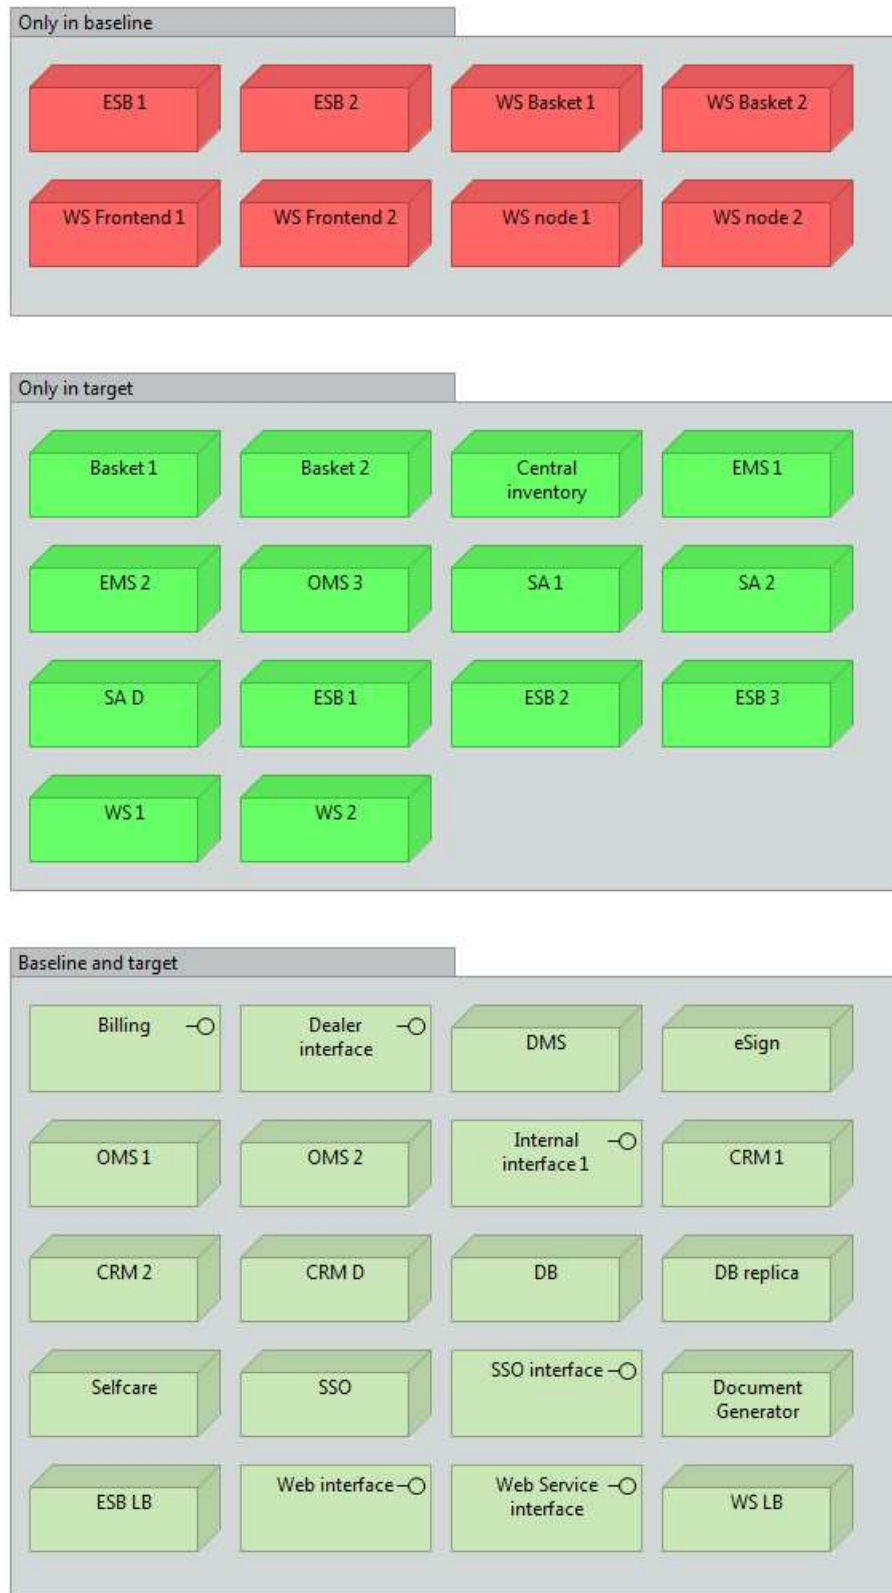 Only in baseline
ESB 1
ESB 2
WS Basket 1
WS Basket 2
WS Frontend 1
WS Frontend 2
WS node 1
WS node 2
Only in target
Basket 1
Basket 2
Central
inventory
EMS 1
EMS 2
OMS 3
SA 1
SA 2
SA D
ESB 1
ESB 2
ESB 3
WS 1
WS 2
Baseline and target
Billing
Dealer
interface
DMS
eSign
OMS 1
OMS 2
Internal
interface 1
CRM 1
CRM 2
CRM D
DB
DB replica
Selfcare
SSO
SSO interface
Document
Generator
ESB LB
Web interface
Web Service
interface
WS LB